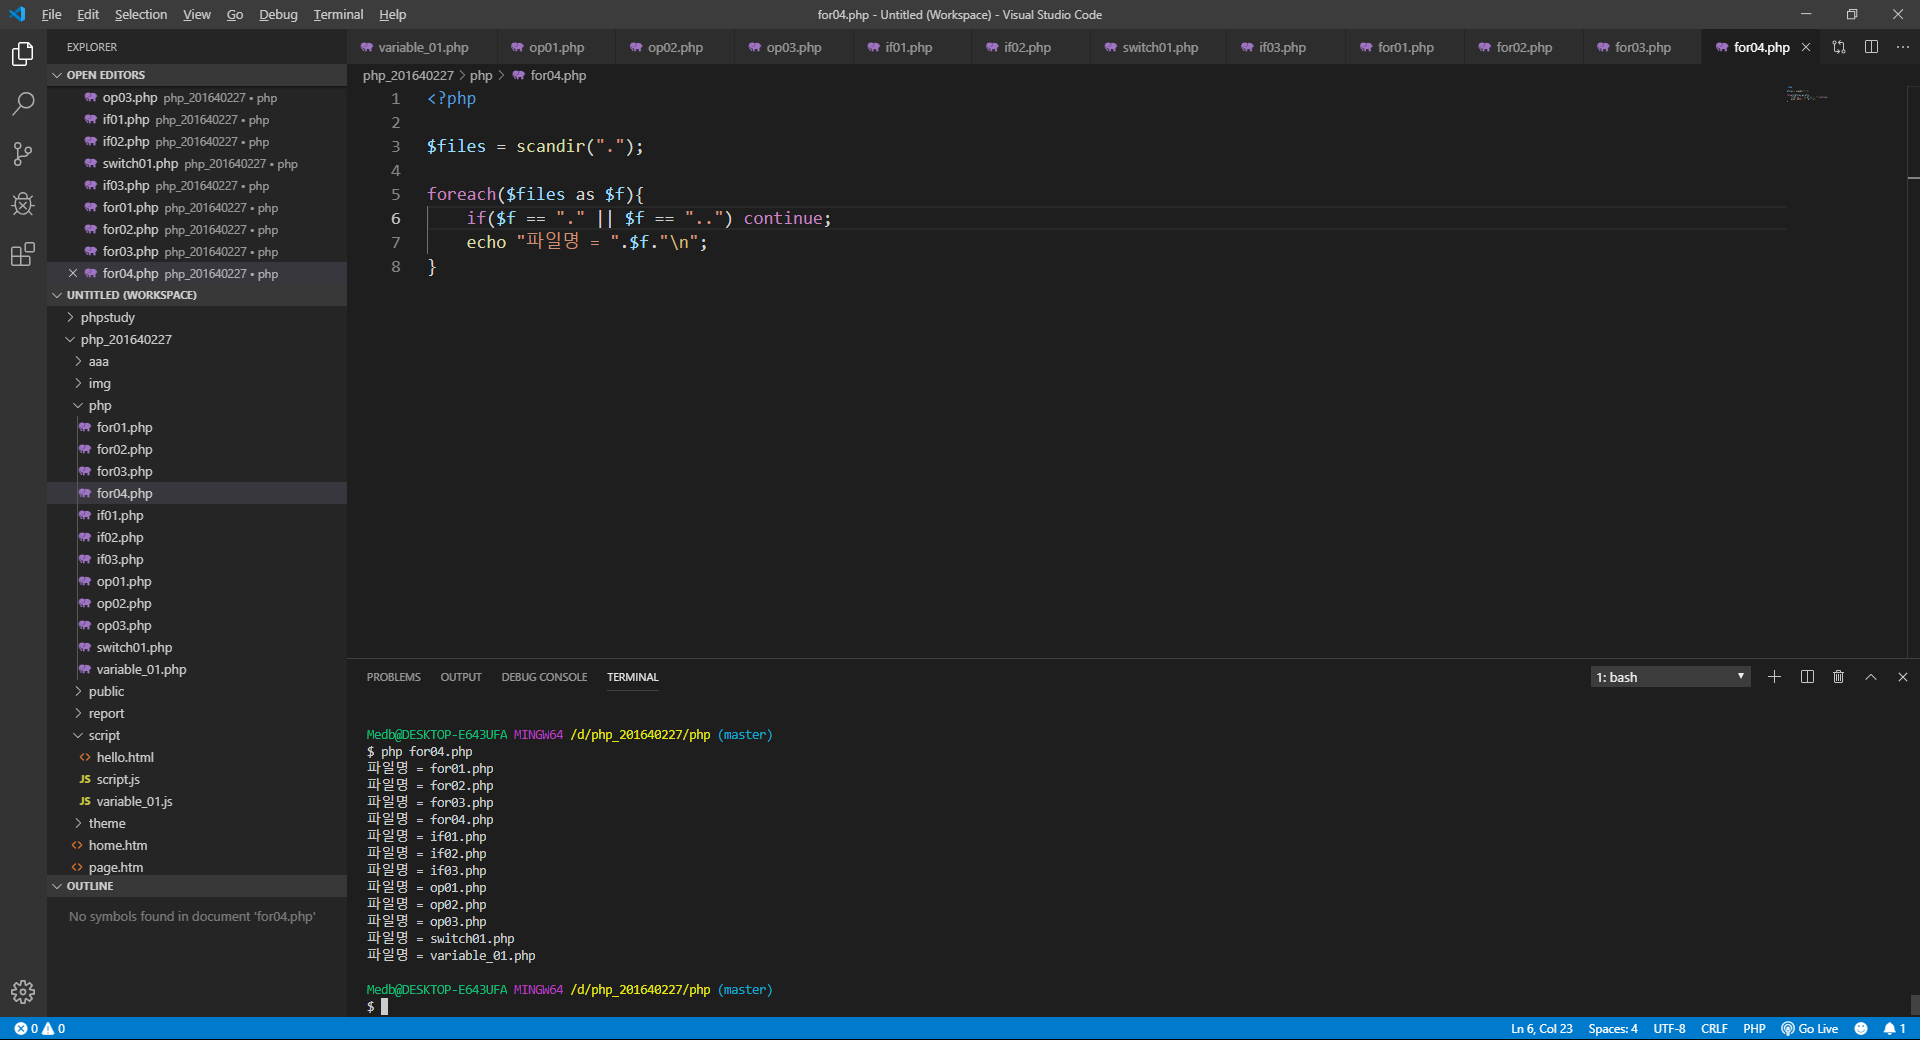 File Edit Selection View Go Debug Terminal Help
for04.php - Untitled (Workspace) - Visual Studio Code
EXPLORER
OPEN EDITORS
op03.php php_201640227 • php
if01.php php_201640227 • php
if02.php php_201640227 • php
switch01.php php_201640227 • php
if03.php php_201640227 • php
for01.php php_201640227 • php
for02.php php_201640227 • php
for03.php php_201640227 • php
for04.php php_201640227 • php
UNTITLED (WORKSPACE)
phpstudy
php_201640227
aaa
img
php
for01.php
for02.php
for03.php
for04.php
if01.php
if02.php
if03.php
op01.php
op02.php
op03.php
switch01.php
variable_01.php
public
report
script
hello.html
JS script.js
JS variable_01.js
theme
home.htm
page.htm
OUTLINE
No symbols found in document 'for04.php'
variable_01.php op01.php op02.php op03.php if01.php if02.php switch01.php if03.php for01.php for02.php for03.php for04.php
php_201640227 > php > for04.php
1 <?php
2
3 $files = scandir(".");
4
5 foreach($files as $f){
6 if($f == "." || $f == "..") continue;
7 echo "파일명 = ".$f."\n";
8 }
PROBLEMS OUTPUT DEBUG CONSOLE TERMINAL
1: bash
Medb@DESKTOP-E643UFA MINGW64 /d/php_201640227/php (master)
$ php for04.php
파일명 = for01.php
파일명 = for02.php
파일명 = for03.php
파일명 = for04.php
파일명 = if01.php
파일명 = if02.php
파일명 = if03.php
파일명 = op01.php
파일명 = op02.php
파일명 = op03.php
파일명 = switch01.php
파일명 = variable_01.php
Medb@DESKTOP-E643UFA MINGW64 /d/php_201640227/php (master)
$
0 0
Ln 6, Col 23 Spaces: 4 UTF-8 CRLF PHP Go Live 1